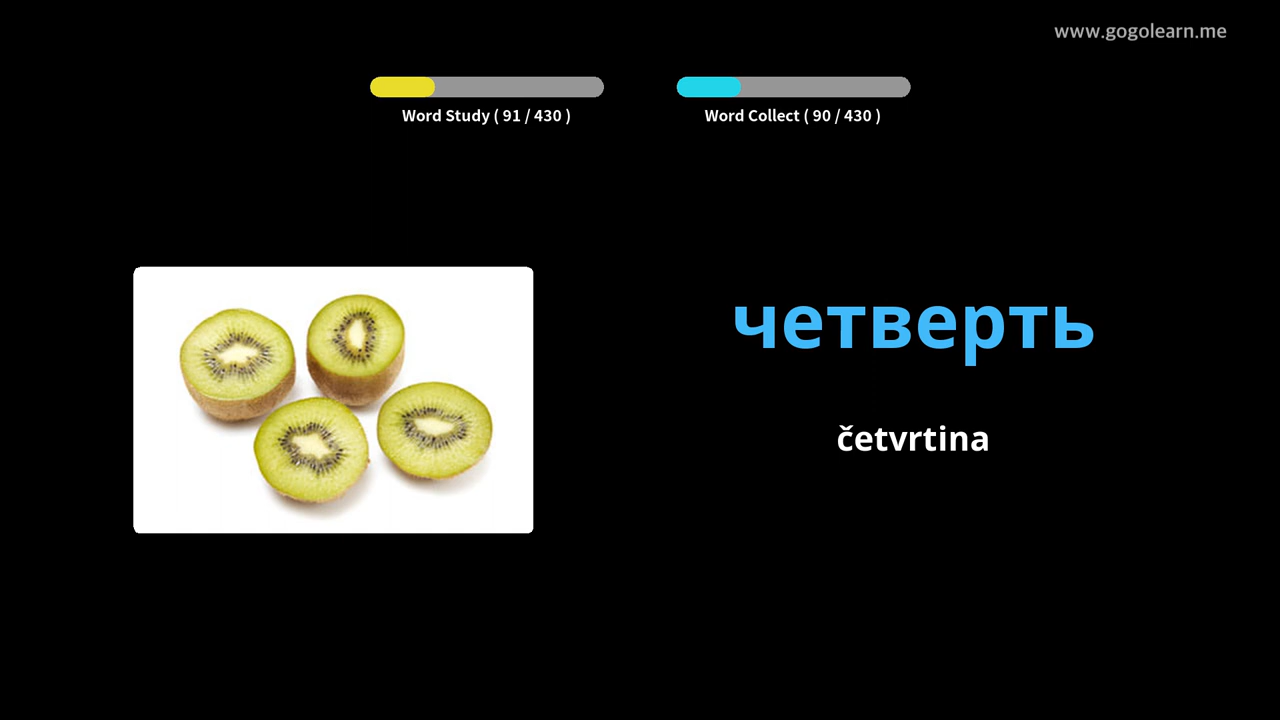 www.gogolearn.me
Word Study ( 91 / 430 )
Word Collect ( 90 / 430 )
четверть
četvrtina